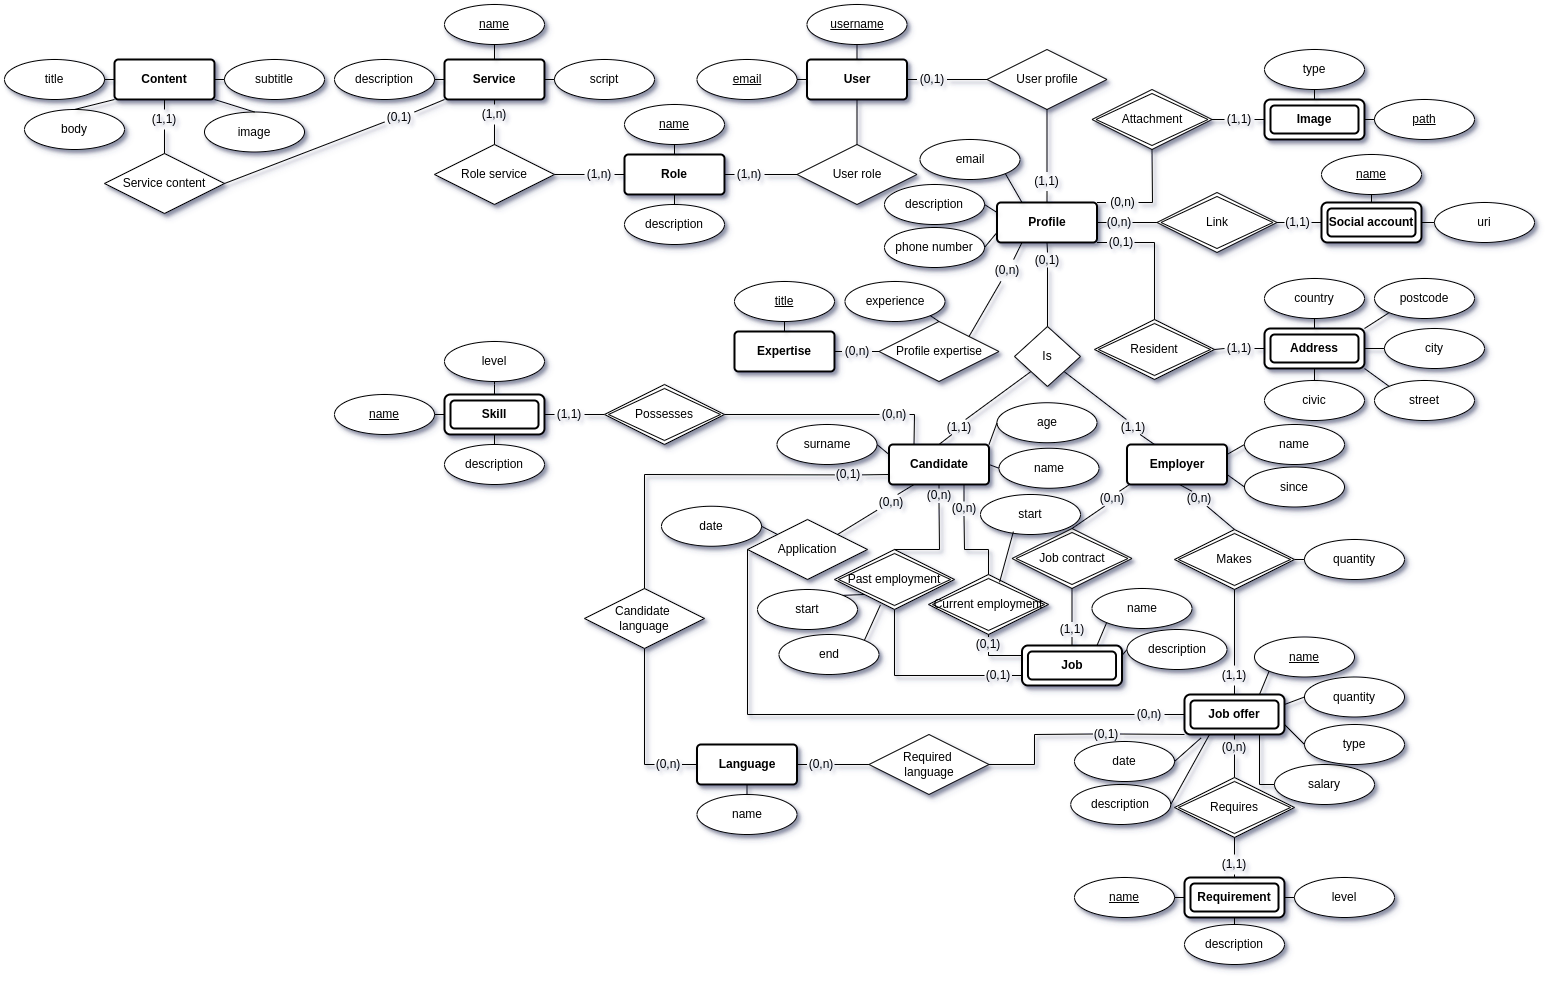 name
username
title
Content
subtitle
description
Service
script
email
User
(0,1)
User profile
type
body
(1,1)
image
(0,1)
(1,n)
name
Attachment
(1,1)
Image
path
Service content
Role service
(1,n)
Role
(1,n)
User role
email
(1,1)
name
description
description
phone number
Profile
(0,n)
(0,n)
(0,1)
Link
(1,1)
Social account
uri
(0,n)
(0,1)
title
experience
country
postcode
Expertise
(0,n)
Profile expertise
Is
Resident
(1,1)
Address
city
level
civic
street
name
Skill
(1,1)
Possesses
(0,n)
description
surname
(1,1)
age
(1,1)
Candidate
name
Employer
name
since
(0,1)
(0,n)
(0,n)
(0,n)
start
(0,n)
(0,n)
date
Application
Past employment
Current employment
Job contract
Makes
quantity
Candidate
language
start
end
(0,1)
(1,1)
name
description
Job
(0,1)
(1,1)
name
quantity
type
salary
(0,n)
Job offer
(0,1)
(0,n)
date
description
(0,n)
Language
(0,n)
Required
language
name
Requires
(1,1)
name
Requirement
level
description